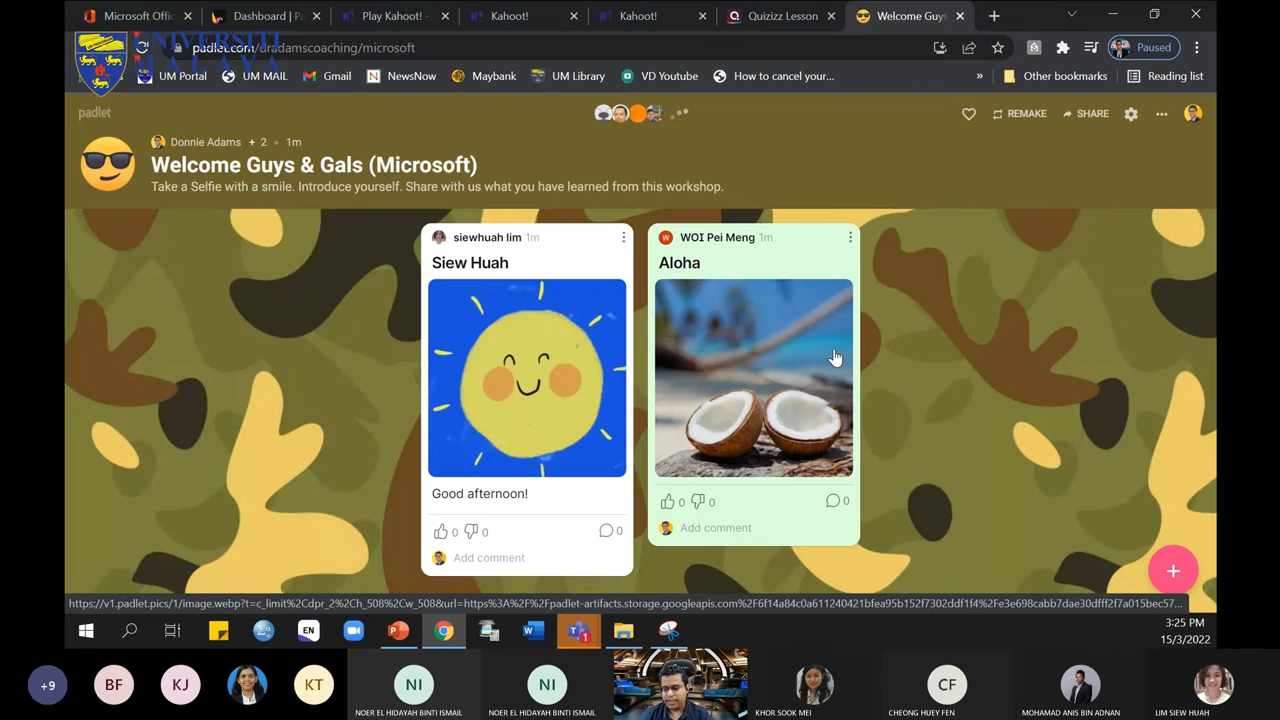 Microsoft Offic
Dashboard | Pa
Play Kahoot! -
Kahoot!
Kahoot!
Quizizz Lesson
Welcome Guys
UNIVERSITI
MALAYA
padlet.com/dradamscoaching/microsoft
Paused
UM Portal
UM MAIL
Gmail
NewsNow
Maybank
UM Library
VD Youtube
How to cancel your...
»
Other bookmarks
Reading list
padlet
REMAKE
SHARE
Donnie Adams + 2 • 1m
Welcome Guys & Gals (Microsoft)
Take a Selfie with a smile. Introduce yourself. Share with us what you have learned from this workshop.
siewhuah lim 1m
Siew Huah
Good afternoon!
0 0 0
Add comment
W WOI Pei Meng 1m
Aloha
0 0 0
Add comment
https://v1.padlet.pics/1/image.webp?t=c_limit%2Cdpr_2%2Ch_508%2Cw_508&url=https%3A%2F%2Fpadlet-artifacts.storage.googleapis.com%2F6f14a84c0a611240421bfea95b152f7302ddf1f4%2Fe3e698cabb7dae30dfff2f7a015bec57...
EN
1
3:25 PM
15/3/2022
+9
BF
KJ
KT
NI
NOER EL HIDAYAH BINTI ISMAIL
NI
NOER EL HIDAYAH BINTI ISMAIL
KHOR SOOK MEI
CF
CHEONG HUEY FEN
MOHAMAD ANIS BIN ADNAN
LIM SIEW HUAH